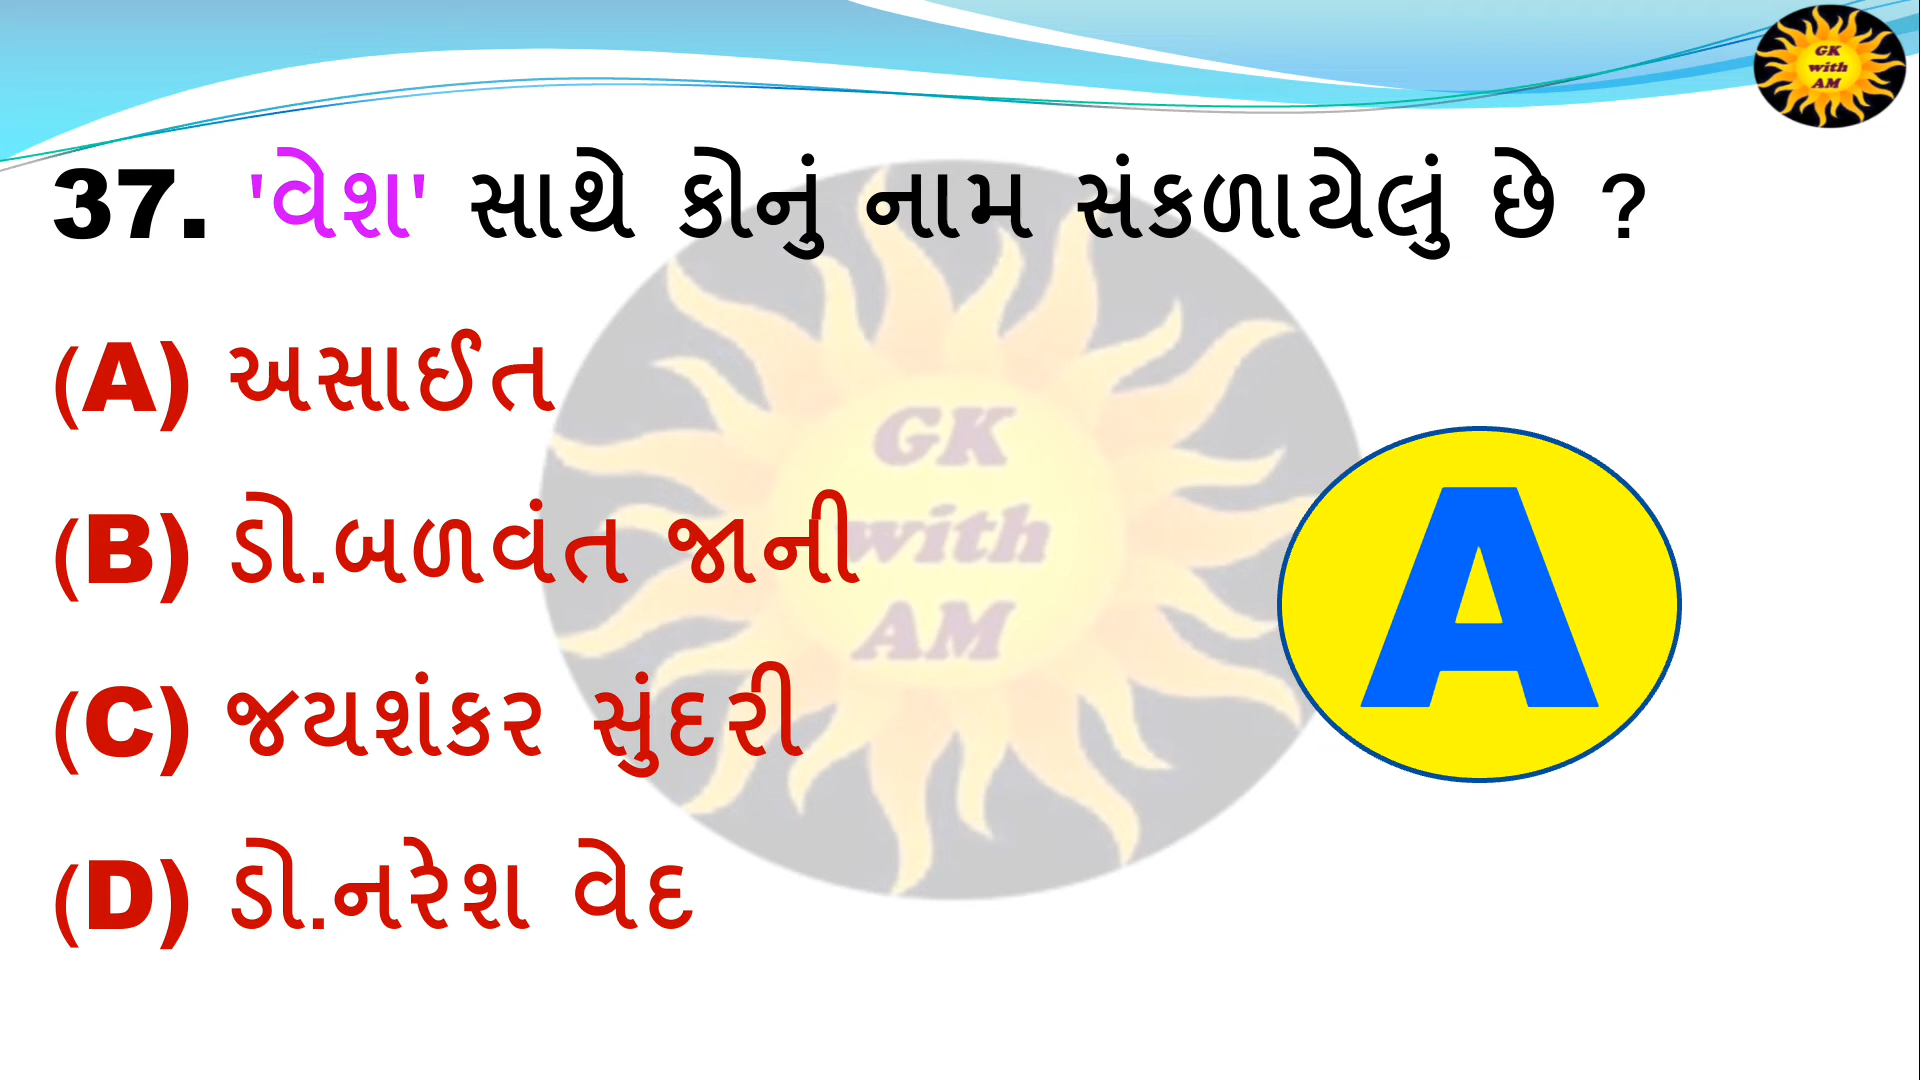 GK
with
AM
37. 'વેશ' સાથે કોનું નામ સંકળાયેલું છે ?
(A) અસાઈત
(B) ડો.બળવંત જાની
(C) જયશંકર સુંદરી
(D) ડો.નરેશ વેદ
GK
with
AM
A